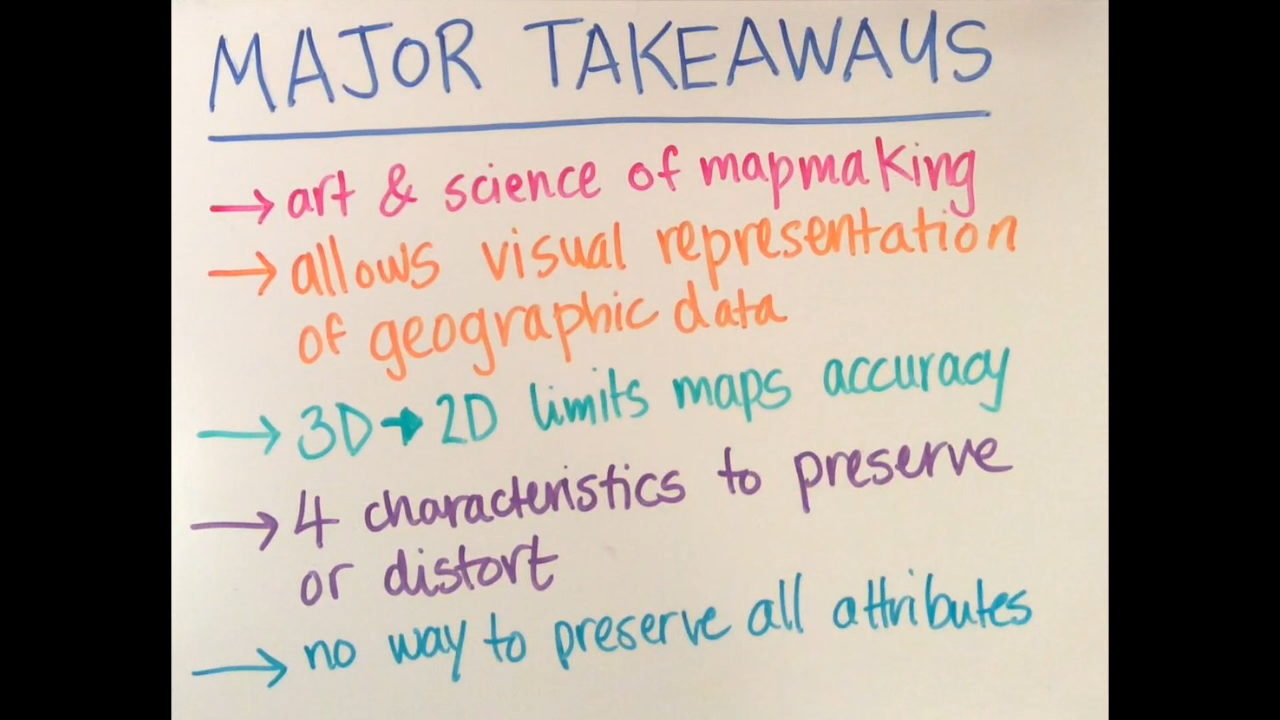 MAJOR TAKEAWAYS
→ art & science of mapmaking
→ allows visual representation
of geographic data
→ 3D → 2D limits maps accuracy
→ 4 characteristics to preserve
or distort
→ no way to preserve all attributes